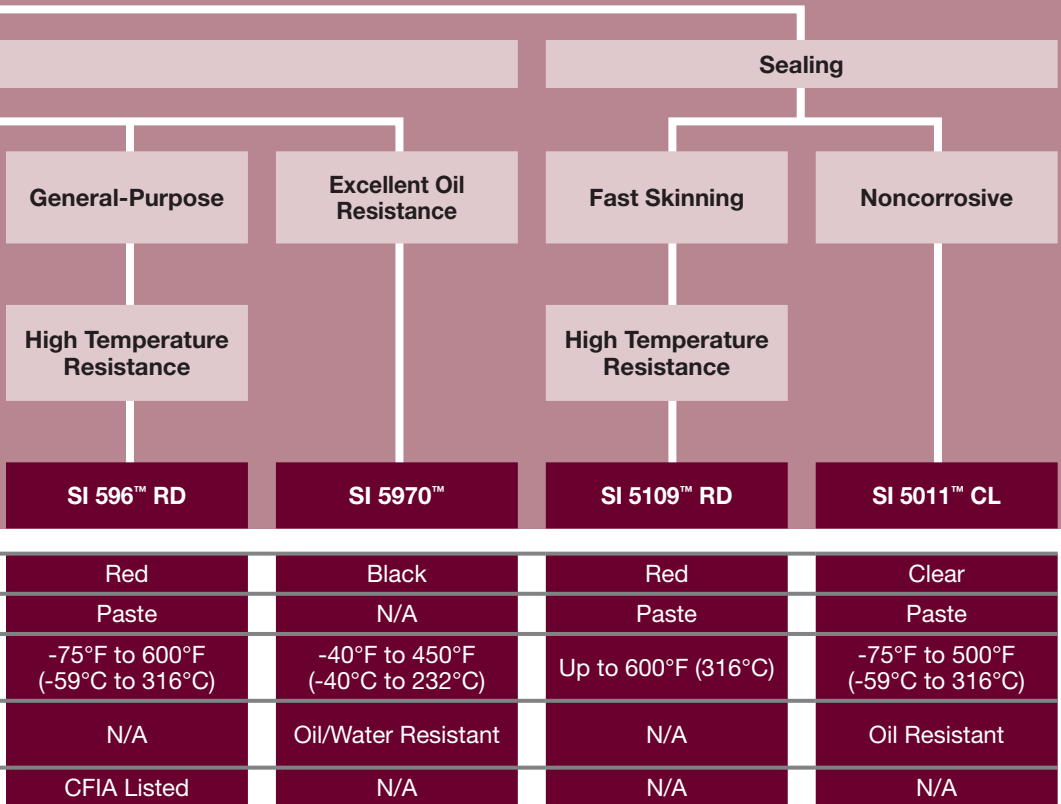 Sealing
General-Purpose
Excellent Oil
Resistance
Fast Skinning
Noncorrosive
High Temperature
Resistance
High Temperature
Resistance
SI 596™ RD
SI 5970™
SI 5109™ RD
SI 5011™ CL
Red
Black
Red
Clear
Paste
N/A
Paste
Paste
-75°F to 600°F
(-59°C to 316°C)
-40°F to 450°F
(-40°C to 232°C)
Up to 600°F (316°C)
-75°F to 500°F
(-59°C to 316°C)
N/A
Oil/Water Resistant
N/A
Oil Resistant
CFIA Listed
N/A
N/A
N/A